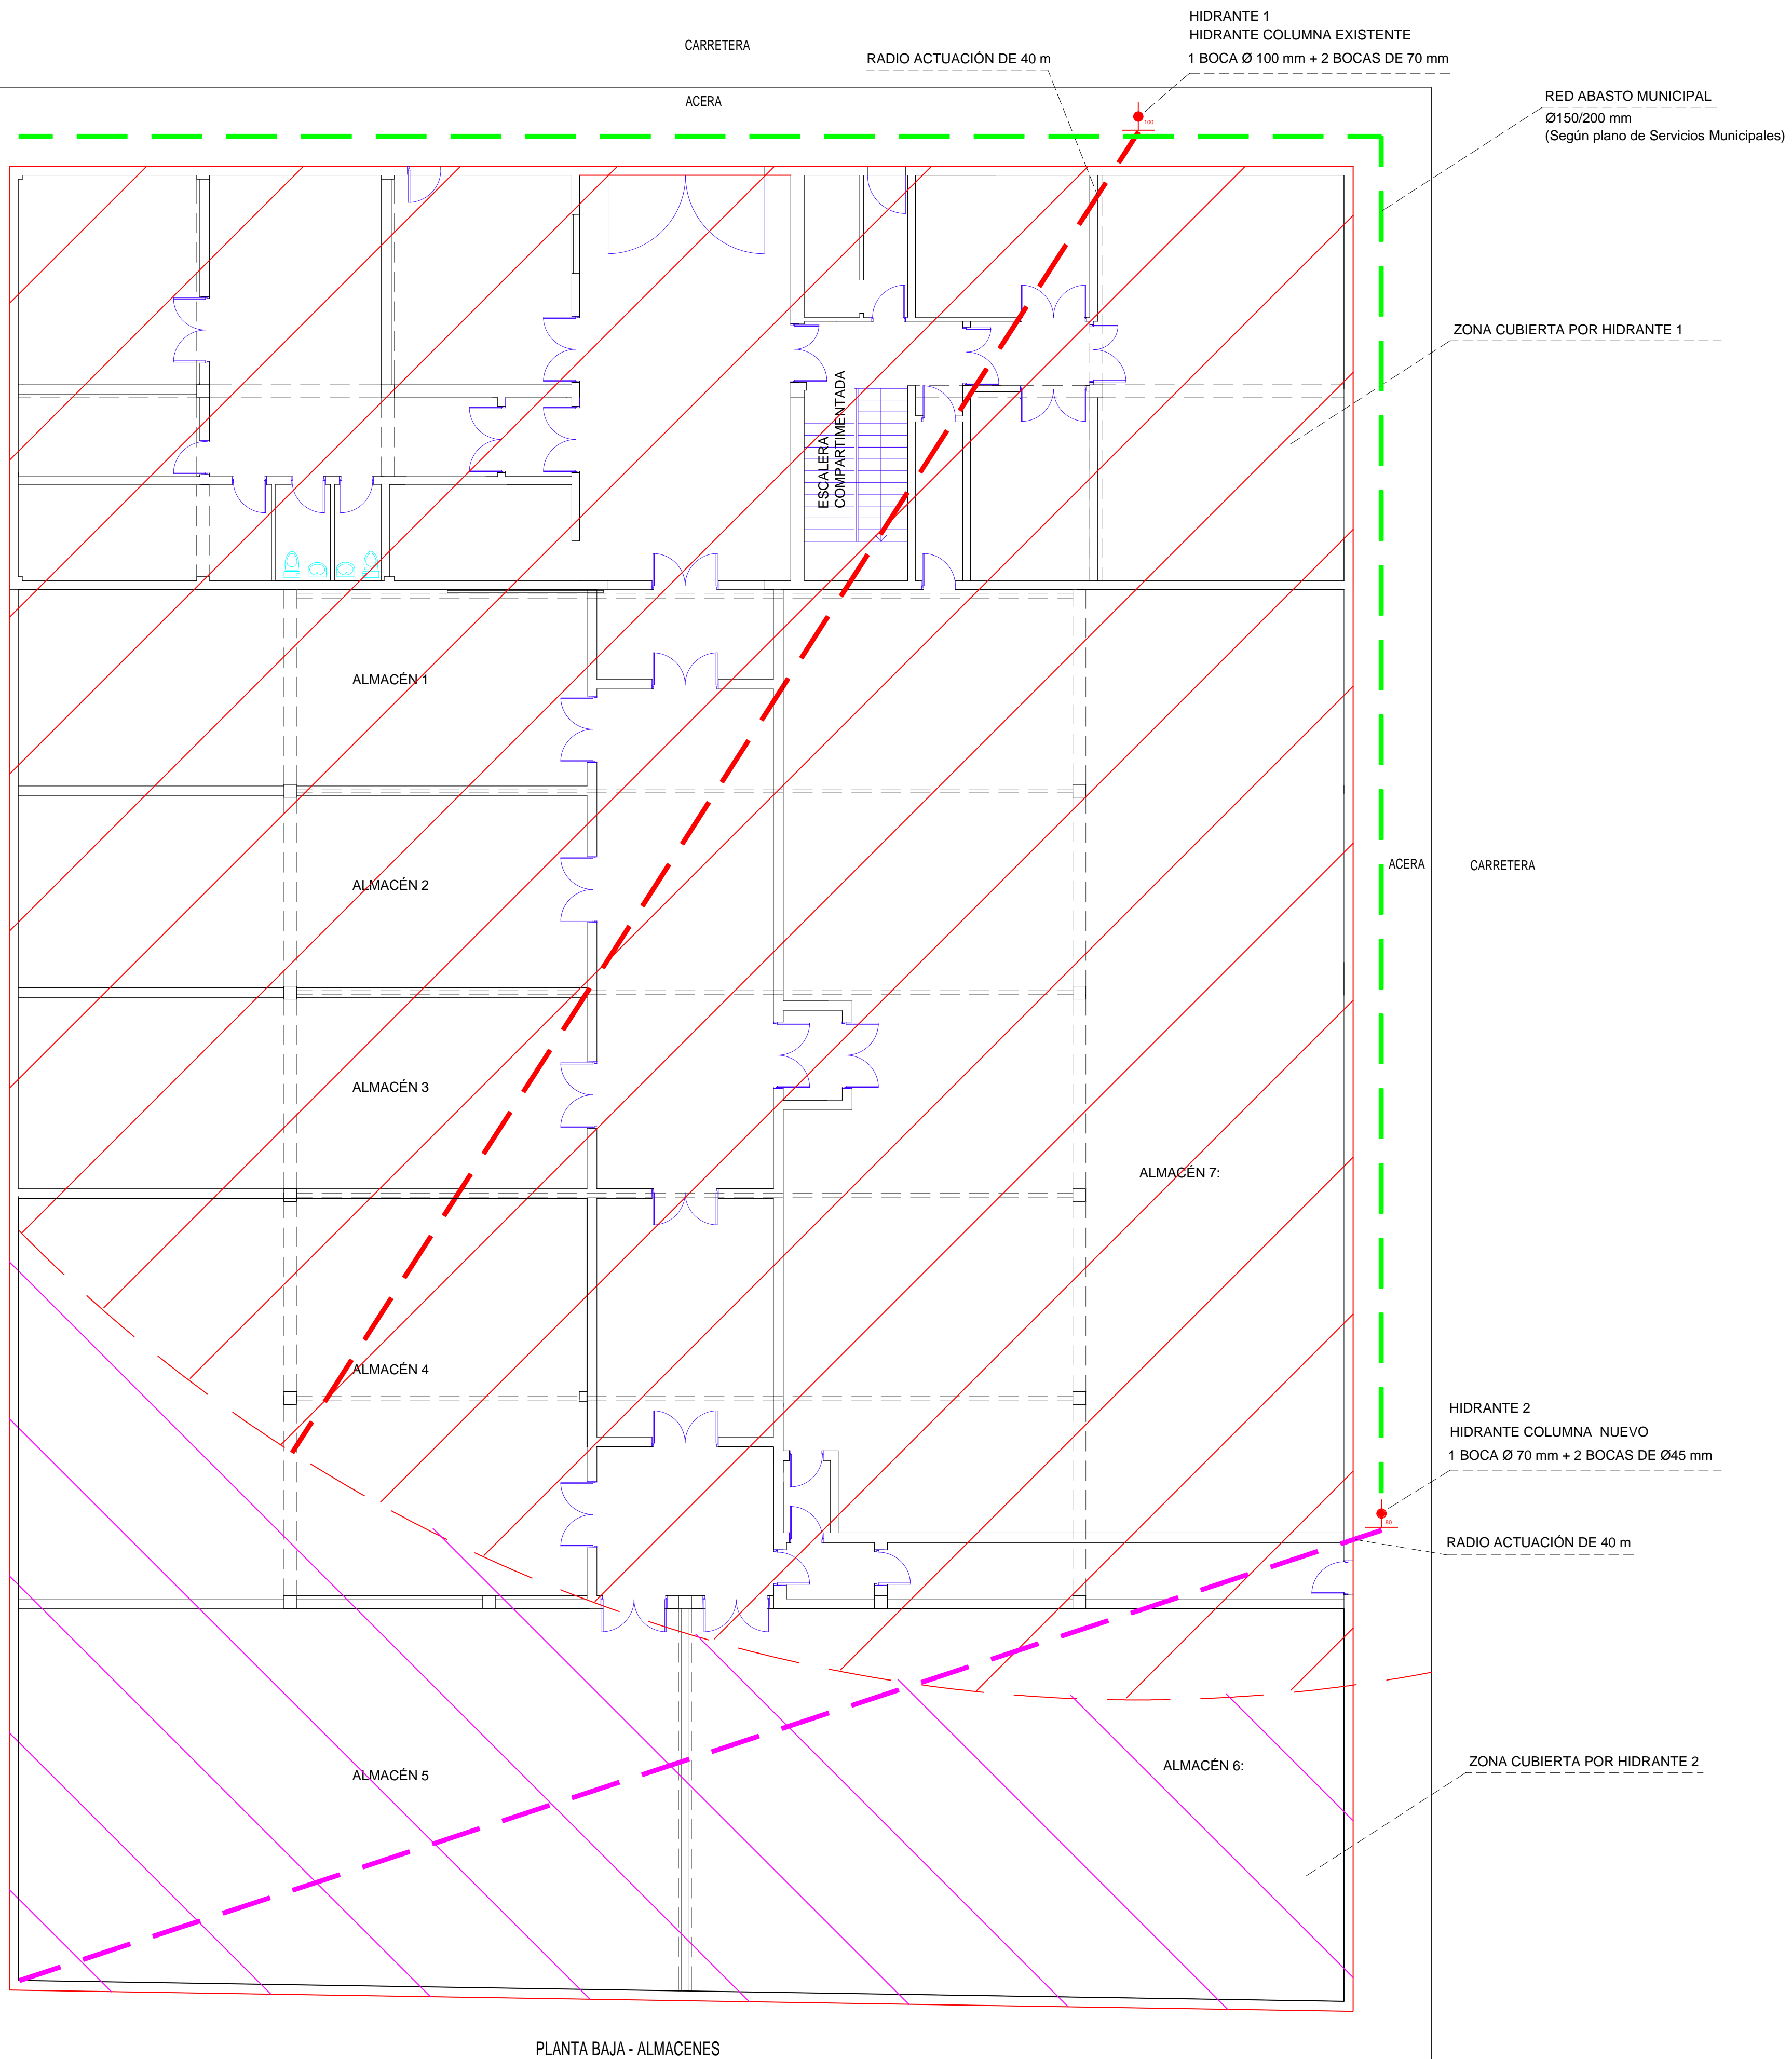 HIDRANTE 1
HIDRANTE COLUMNA EXISTENTE
1 BOCA Ø 100 mm + 2 BOCAS DE 70 mm
CARRETERA
RADIO ACTUACIÓN DE 40 m
ACERA
RED ABASTO MUNICIPAL
Ø150/200 mm
(Según plano de Servicios Municipales)
100
ZONA CUBIERTA POR HIDRANTE 1
ESCALERA
COMPARTIMENTADA
ALMACÉN 1
ALMACÉN 2
ACERA
CARRETERA
ALMACÉN 3
ALMACÉN 7:
ALMACÉN 4
HIDRANTE 2
HIDRANTE COLUMNA  NUEVO
1 BOCA Ø 70 mm + 2 BOCAS DE Ø45 mm
80
RADIO ACTUACIÓN DE 40 m
ALMACÉN 5
ALMACÉN 6:
ZONA CUBIERTA POR HIDRANTE 2
PLANTA BAJA - ALMACENES